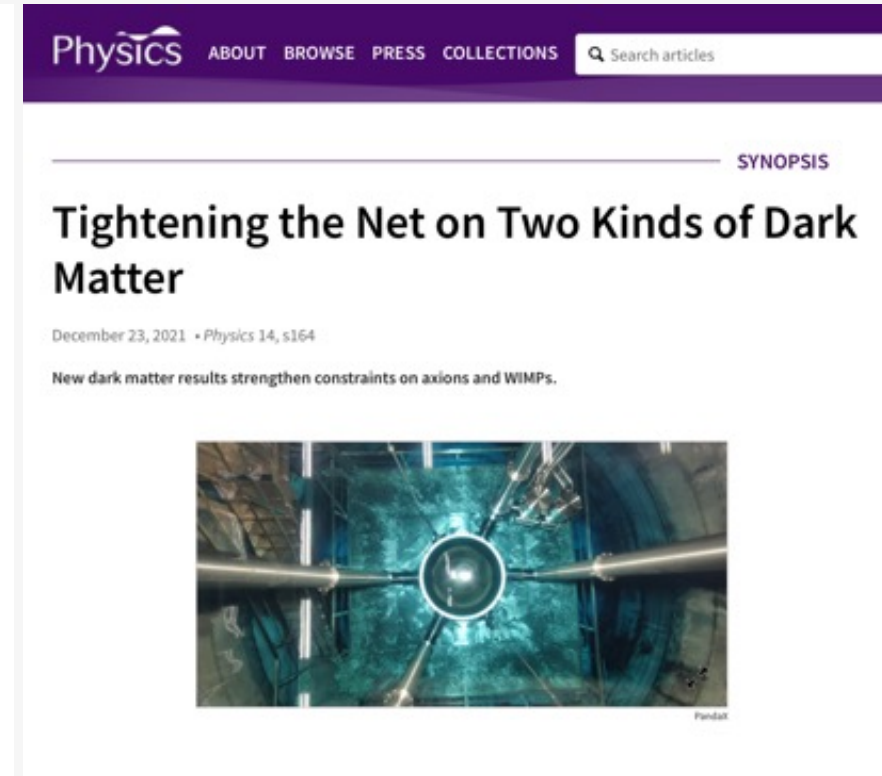 Physics ABOUT BROWSE PRESS COLLECTIONS Search articles
SYNOPSIS
Tightening the Net on Two Kinds of Dark
Matter
December 23, 2021 • Physics 14, s164
New dark matter results strengthen constraints on axions and WIMPs.
PandaX